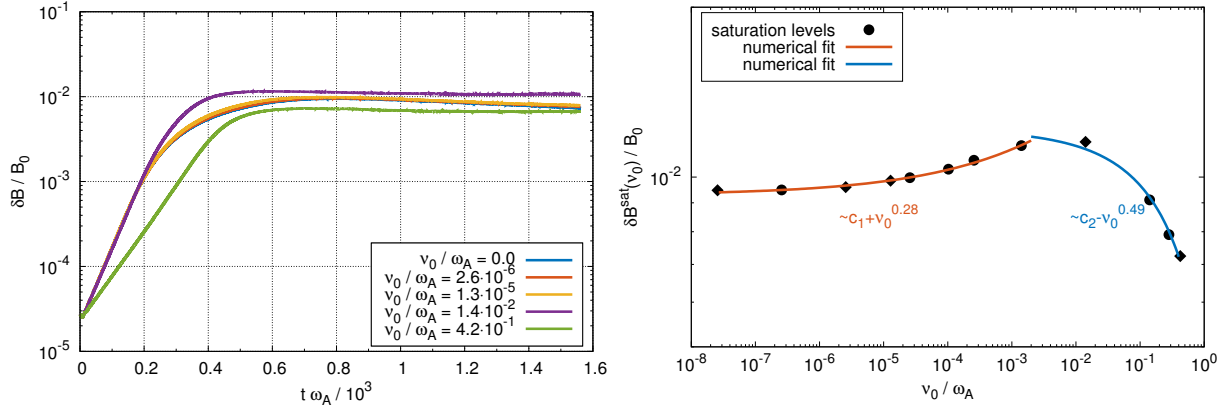 10⁻¹
10⁻²
10⁻³
10⁻⁴
10⁻⁵
δB / B₀
ν₀ / ω_A = 0.0
ν₀ / ω_A = 2.6·10⁻⁶
ν₀ / ω_A = 1.3·10⁻⁵
ν₀ / ω_A = 1.4·10⁻²
ν₀ / ω_A = 4.2·10⁻¹
0 0.2 0.4 0.6 0.8 1 1.2 1.4 1.6
t ω_A / 10³
saturation levels
numerical fit
numerical fit
10⁻²
δB^sat(ν₀) / B₀
~c₁+ν₀^0.28
~c₂-ν₀^0.49
10⁻⁸ 10⁻⁷ 10⁻⁶ 10⁻⁵ 10⁻⁴ 10⁻³ 10⁻² 10⁻¹ 10⁰
ν₀ / ω_A